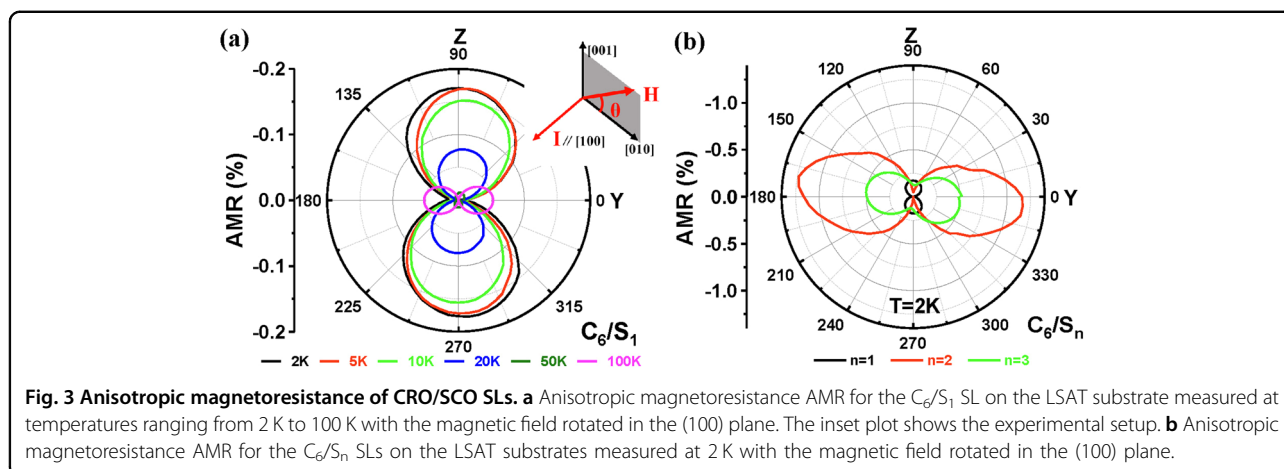 (a)
Z
90
-0.2
135
-0.1
AMR (%)
0.0
180
0 Y
0.1
225
315
-0.2
270
C6/S1
2K 5K 10K 20K 50K 100K
[001]
H
θ
I // [100]
[010]
(b)
Z
90
120
60
-1.0
150
30
-0.5
AMR (%)
0.0
180
0 Y
-0.5
210
330
-1.0
T=2K
240
300
270
C6/Sn
n=1 n=2 n=3
Fig. 3 Anisotropic magnetoresistance of CRO/SCO SLs. a Anisotropic magnetoresistance AMR for the C6/S1 SL on the LSAT substrate measured at
temperatures ranging from 2 K to 100 K with the magnetic field rotated in the (100) plane. The inset plot shows the experimental setup. b Anisotropic
magnetoresistance AMR for the C6/Sn SLs on the LSAT substrates measured at 2 K with the magnetic field rotated in the (100) plane.